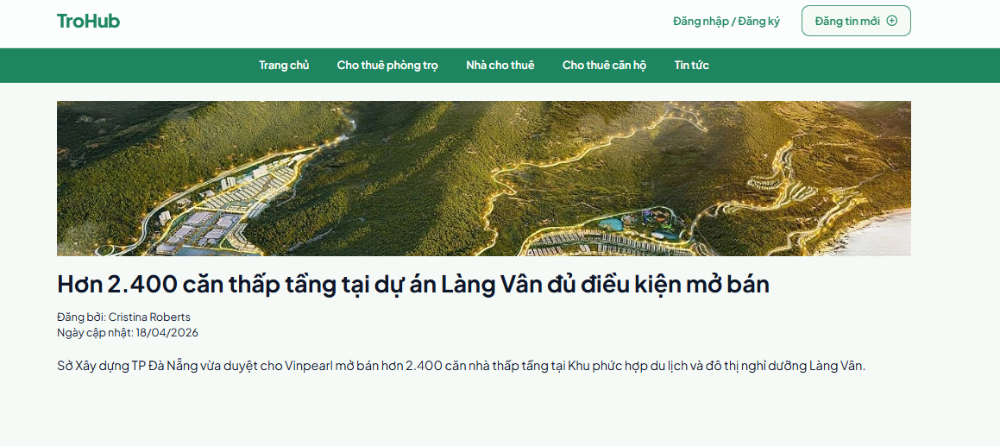 TroHub
Đăng nhập / Đăng ký
Đăng tin mới
Trang chủ
Cho thuê phòng trọ
Nhà cho thuê
Cho thuê căn hộ
Tin tức
Hơn 2.400 căn thấp tầng tại dự án Làng Vân đủ điều kiện mở bán
Đăng bởi: Cristina Roberts
Ngày cập nhật: 18/04/2026
Sở Xây dựng TP Đà Nẵng vừa duyệt cho Vinpearl mở bán hơn 2.400 căn nhà thấp tầng tại Khu phức hợp du lịch và đô thị nghỉ dưỡng Làng Vân.